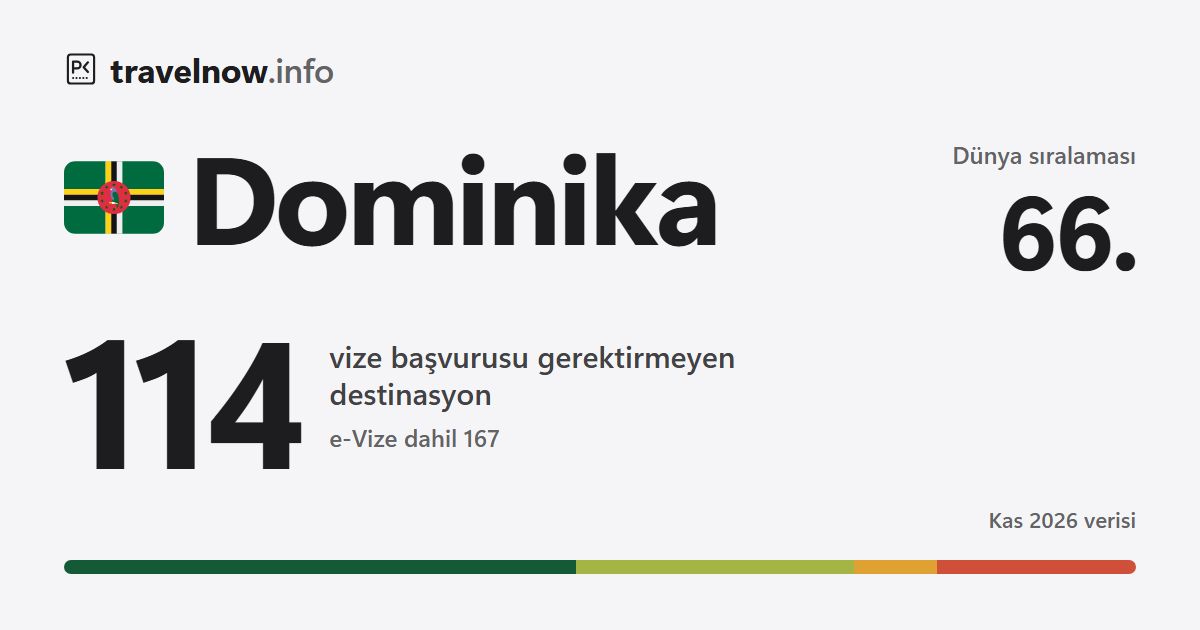 travelnow.info
Dominika
Dünya sıralaması
66.
114
vize başvurusu gerektirmeyen
destinasyon
e-Vize dahil 167
Kas 2026 verisi